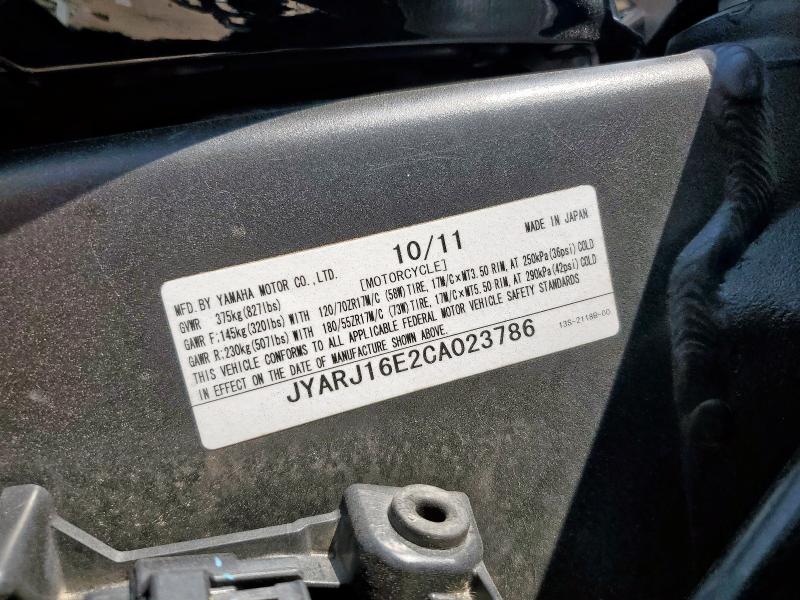 10/11
MADE IN JAPAN
MFD. BY YAMAHA MOTOR CO., LTD. [MOTORCYCLE]
GVWR 375kg(827lbs)
GAWR F:145kg(320lbs) WITH 120/70ZR17M/C (58W) TIRE, 17M/C×MT3.50 RIM, AT 250kPa(36psi) COLD
GAWR R:230kg(507lbs) WITH 180/55ZR17M/C (73W) TIRE, 17M/C×MT5.50 RIM, AT 290kPa(42psi) COLD
THIS VEHICLE CONFORMS TO ALL APPLICABLE FEDERAL MOTOR VEHICLE SAFETY STANDARDS
IN EFFECT ON THE DATE OF MANUFACTURE SHOWN ABOVE.
13S-2118B-00
JYARJ16E2CA023786